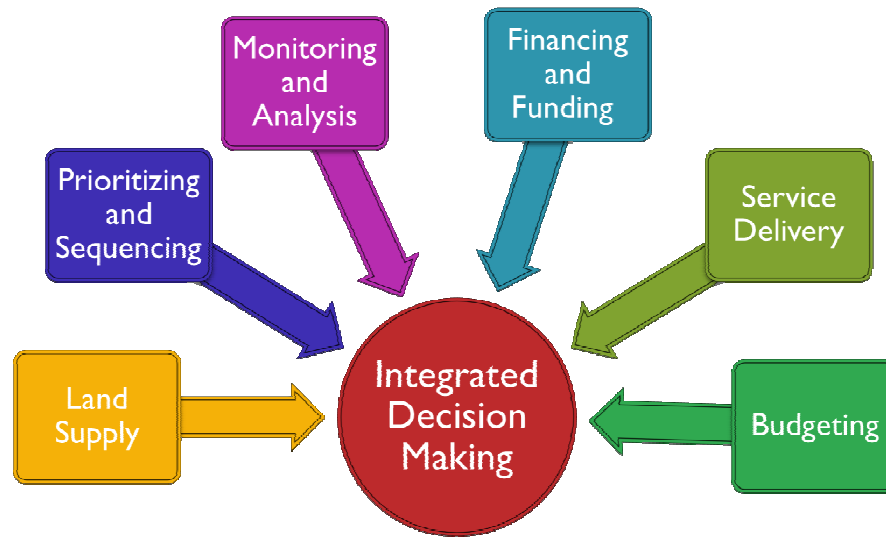 Monitoring
and
Analysis
Financing
and
Funding
Prioritizing
and
Sequencing
Service
Delivery
Land
Supply
Integrated
Decision
Making
Budgeting